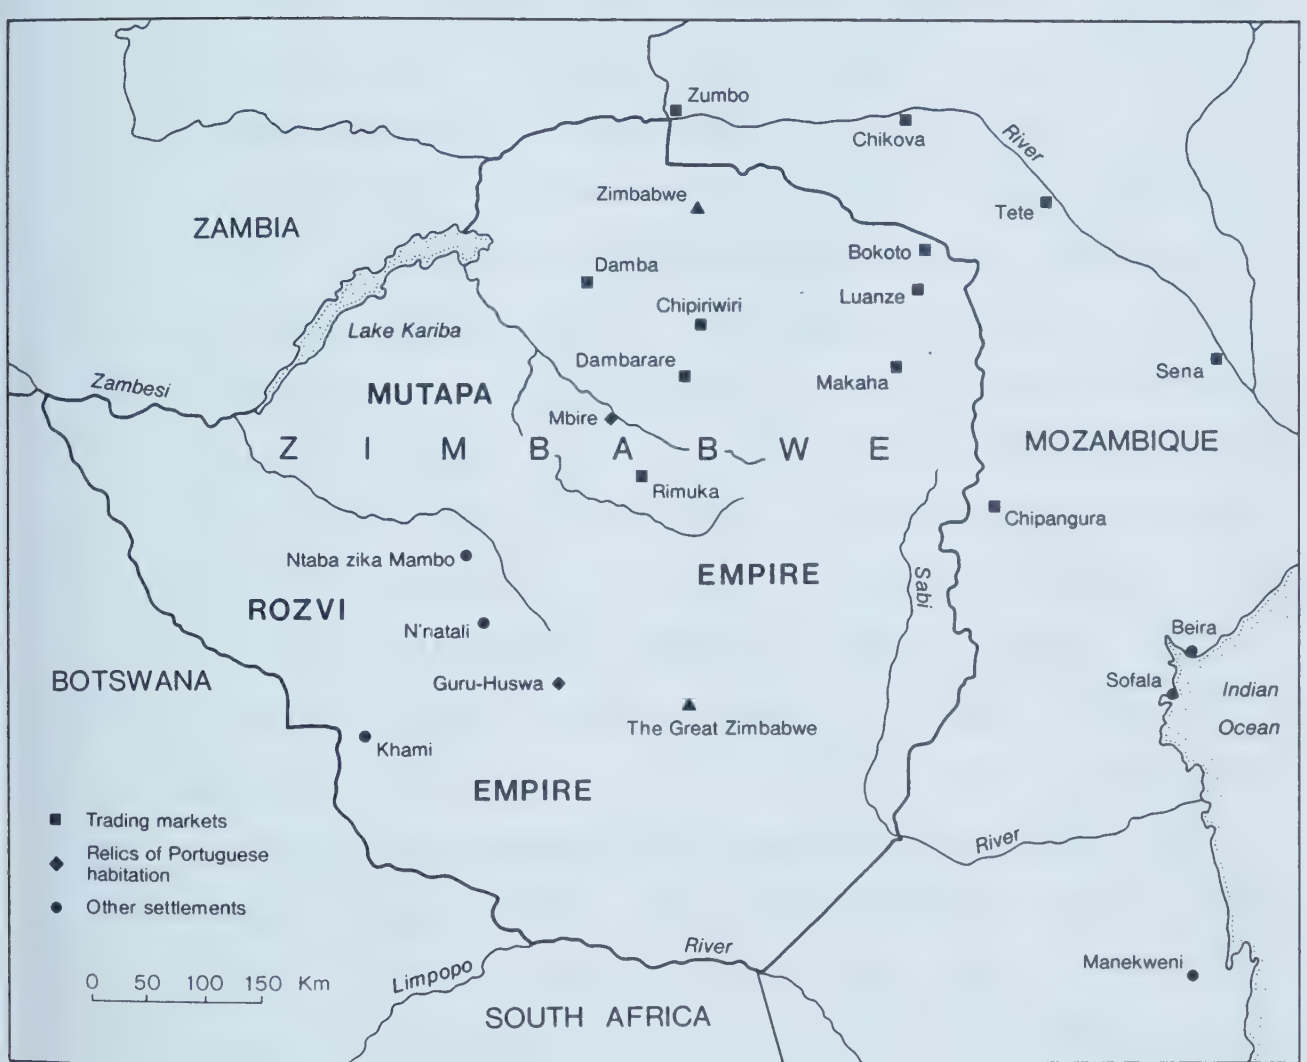 Zumbo
Chikova
River
Zimbabwe
Tete
ZAMBIA
Bokoto
Damba
Luanze
Chipiriwiri
Lake Kariba
Dambarare
Sena
Makaha
Zambesi
MUTAPA
Mbire
MOZAMBIQUE
Z I M B A B W E
Rimuka
Chipangura
Ntaba zika Mambo
EMPIRE
Sabi
ROZVI
N'natali
Beira
BOTSWANA
Guru-Huswa
Sofala
Indian
Ocean
The Great Zimbabwe
Khami
EMPIRE
Trading markets
River
Relics of Portuguese
habitation
Other settlements
River
Manekweni
Limpopo
0 50 100 150 Km
SOUTH AFRICA